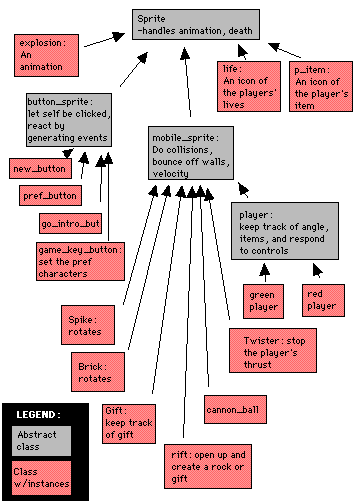 Sprite
-handles animation, death
explosion:
An
animation
life:
An icon of
the players'
lives
p_item:
An icon of
the player's
item
button_sprite:
let self be clicked,
react by
generating events
mobile_sprite:
Do collisions,
bounce off walls,
velocity
new_button
pref_button
go_intro_but
game_key_button:
set the pref
characters
player:
keep track of angle,
items, and respond
to controls
green
player
red
player
Spike:
rotates
Twister: stop
the player's
thrust
Brick:
rotates
Gift:
keep track
of gift
cannon_ball
rift: open up and
create a rock or
gift
LEGEND:
Abstract
class
Class
w/instances